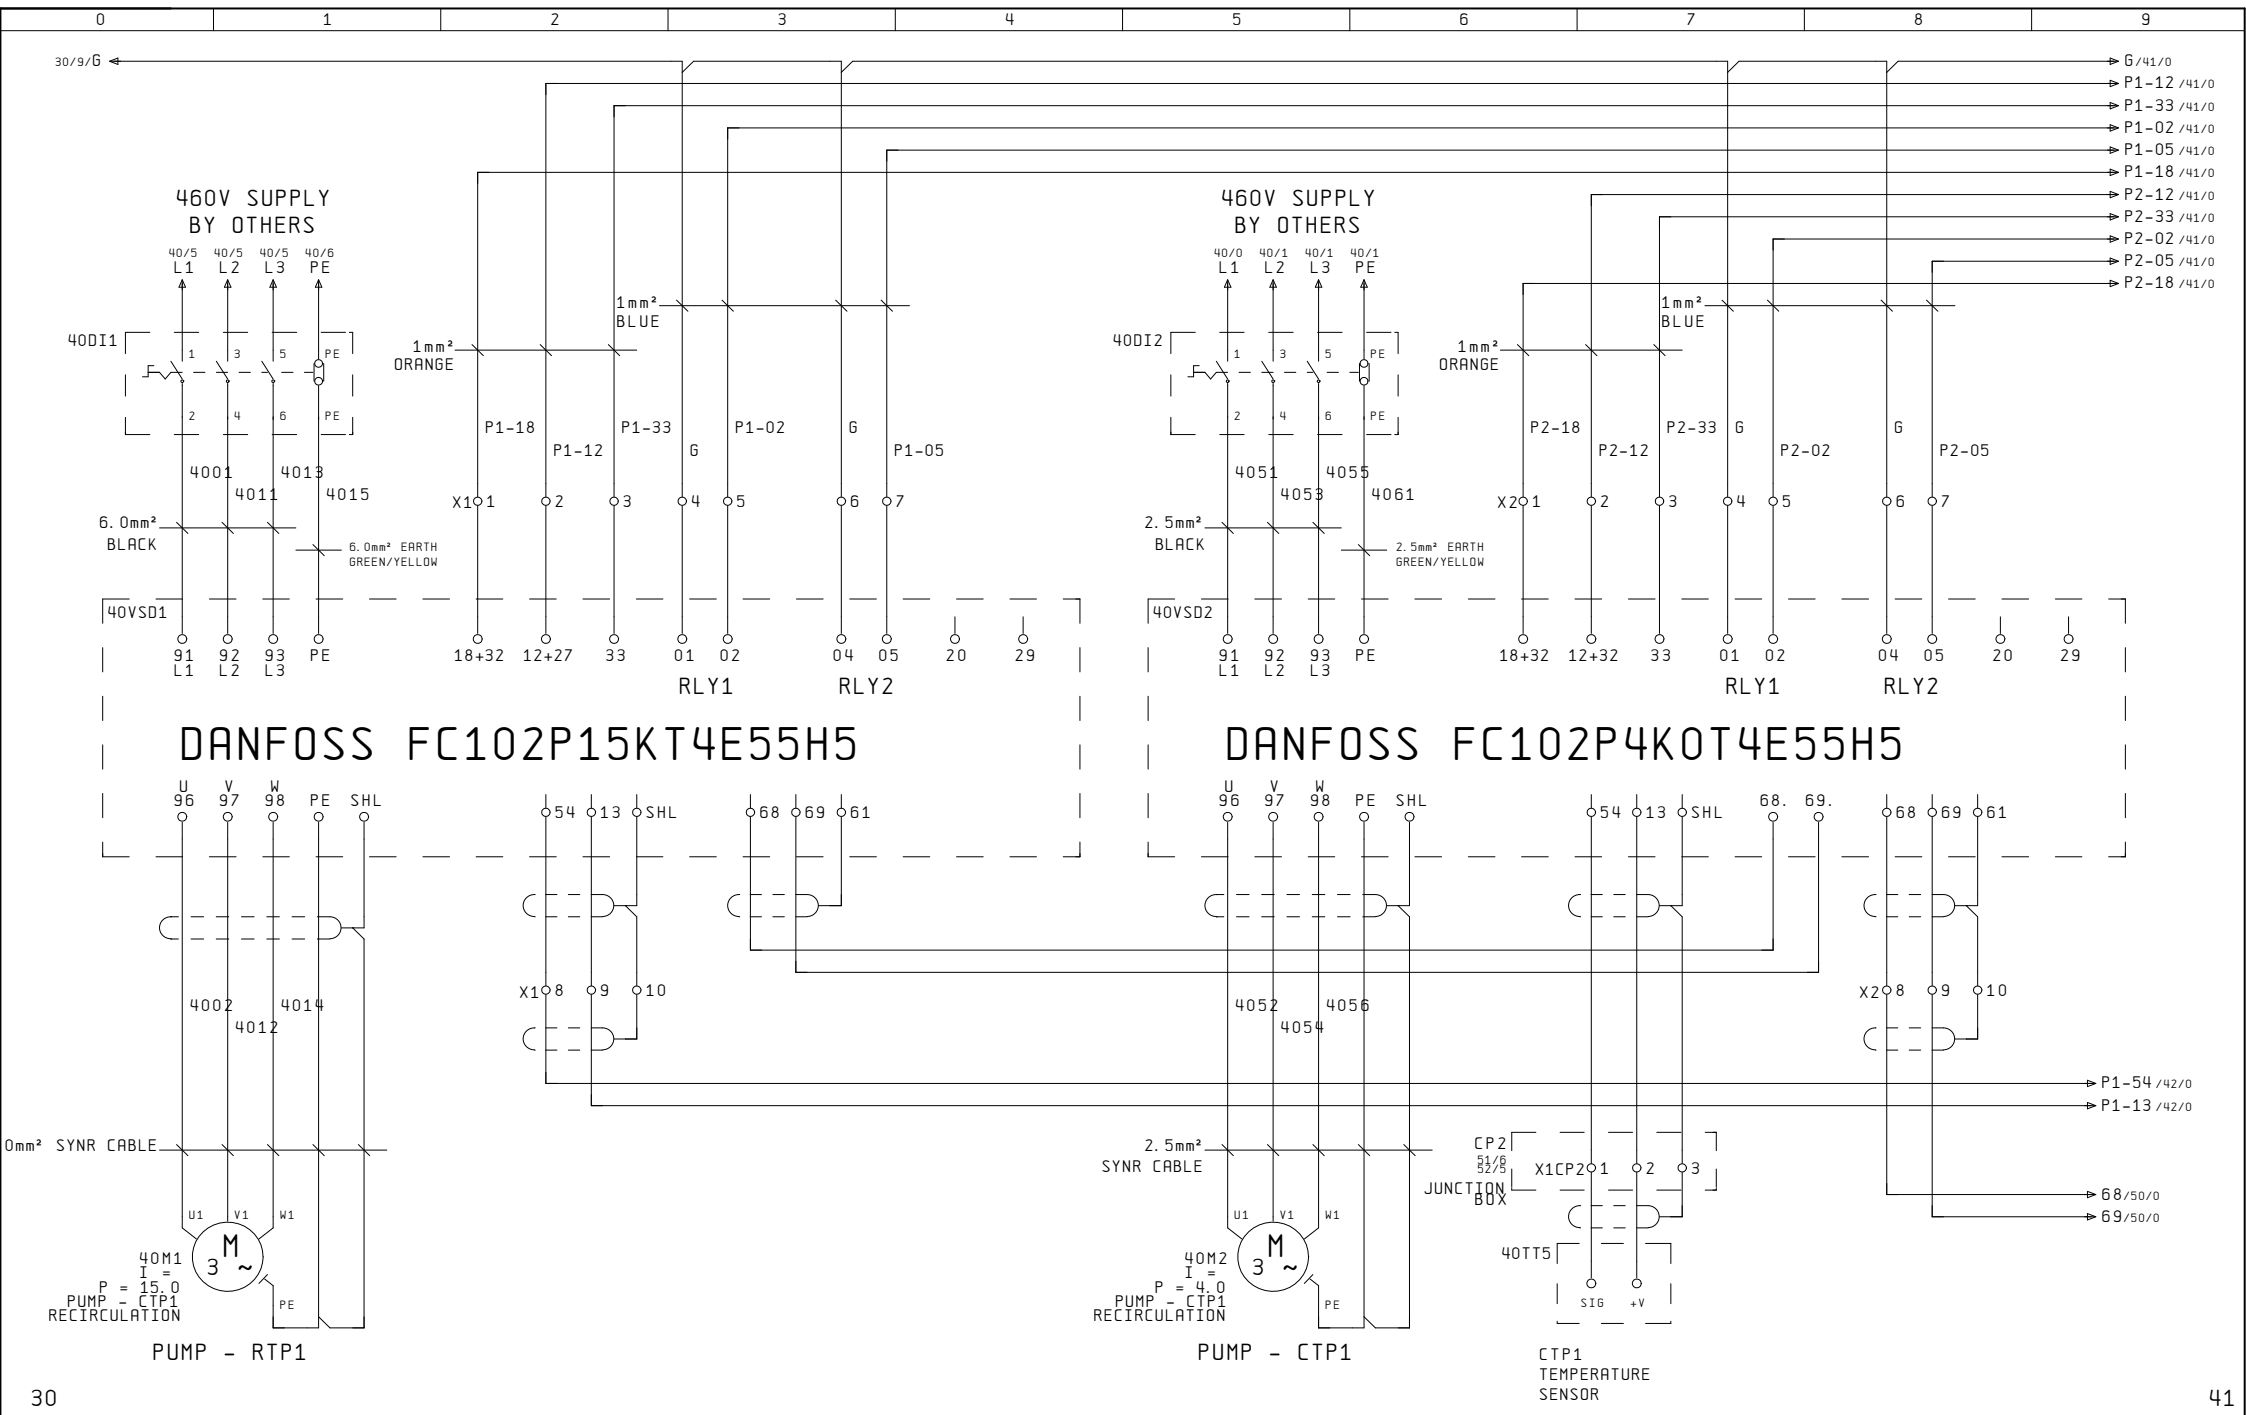 0 1 2 3 4 5 6 7 8 9
30/9/G
G/41/0
P1-12/41/0
P1-33/41/0
P1-02/41/0
P1-05/41/0
P1-18/41/0
P2-12/41/0
P2-33/41/0
P2-02/41/0
P2-05/41/0
P2-18/41/0
460V SUPPLY
BY OTHERS
40/5 40/5 40/5 40/6
L1 L2 L3 PE
40DI1
1 3 5 PE
2 4 6 PE
4001 4013
4011 4015
6.0mm²
BLACK
6.0mm² EARTH
GREEN/YELLOW
1mm²
ORANGE
1mm²
BLUE
P1-18 P1-33 P1-02 G
P1-12 G P1-05
X1 1 2 3 4 5 6 7
460V SUPPLY
BY OTHERS
40/0 40/1 40/1 40/1
L1 L2 L3 PE
40DI2
1 3 5 PE
2 4 6 PE
4051 4055
4053 4061
2.5mm²
BLACK
2.5mm² EARTH
GREEN/YELLOW
1mm²
ORANGE
1mm²
BLUE
P2-18 P2-33 G G
P2-12 P2-02 P2-05
X2 1 2 3 4 5 6 7
40VSD1
91 92 93 PE 18+32 12+27 33 01 02 04 05 20 29
L1 L2 L3
RLY1 RLY2
DANFOSS FC102P15KT4E55H5
U V W
96 97 98 PE SHL
54 13 SHL 68 69 61
40VSD2
91 92 93 PE 18+32 12+32 33 01 02 04 05 20 29
L1 L2 L3
RLY1 RLY2
DANFOSS FC102P4K0T4E55H5
U V W
96 97 98 PE SHL
54 13 SHL 68. 69. 68 69 61
4002 4014
4012
X1 8 9 10
4052 4056
4054
X2 8 9 10
P1-54/42/0
P1-13/42/0
0mm² SYNR CABLE
2.5mm²
SYNR CABLE
CP2
51/6
52/5
JUNCTION
BOX
X1CP2 1 2 3
68/50/0
69/50/0
U1 V1 W1
M
3 ~
PE
40M1
I =
P = 15.0
PUMP - CTP1
RECIRCULATION
PUMP - RTP1
U1 V1 W1
M
3 ~
PE
40M2
I =
P = 4.0
PUMP - CTP1
RECIRCULATION
PUMP - CTP1
40TT5
SIG +V
CTP1
TEMPERATURE
SENSOR
30
41